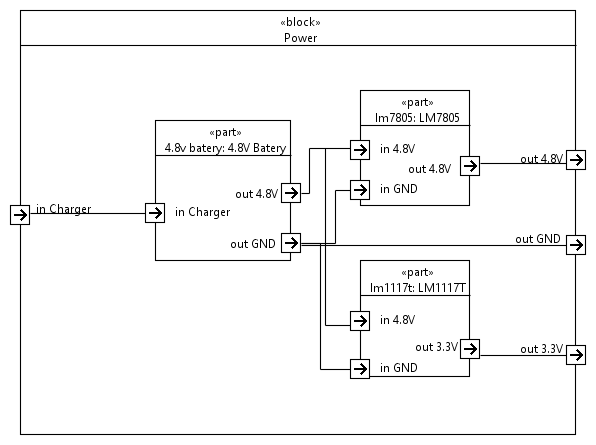 «block»
Power
«part»
lm7805: LM7805
in 4.8V
out 4.8V
in GND
out 4.8V
«part»
4.8v batery: 4.8V Batery
out 4.8V
in Charger
in Charger
out GND
out GND
«part»
lm1117t: LM1117T
in 4.8V
out 3.3V
in GND
out 3.3V